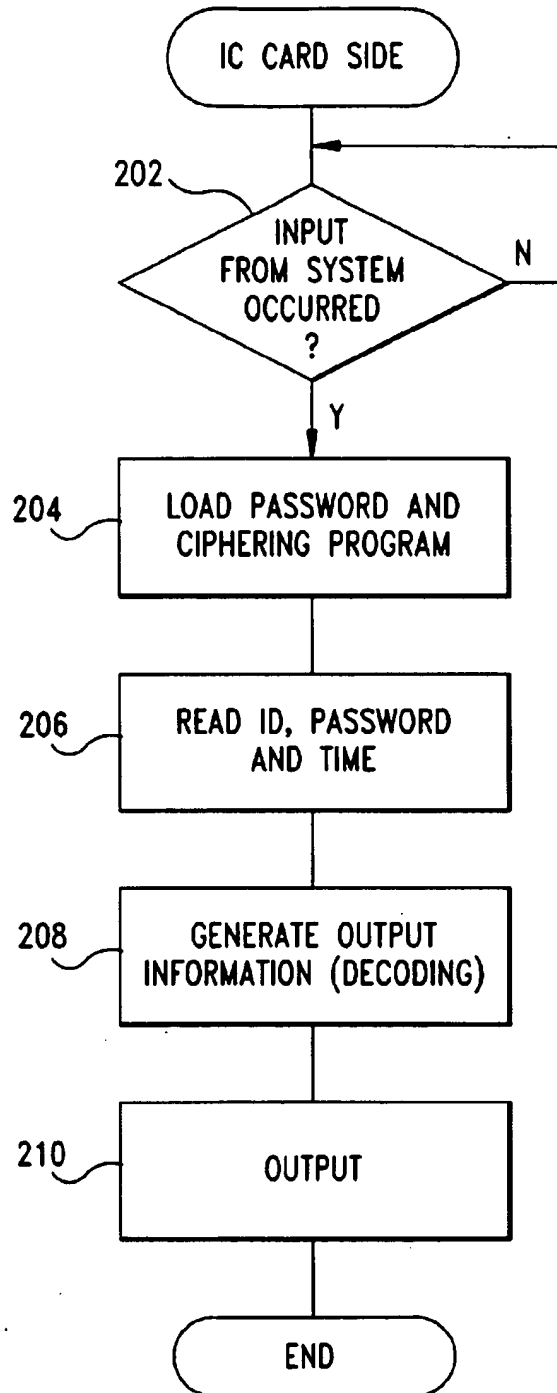 IC CARD SIDE
202
INPUT
FROM SYSTEM
OCCURRED
?
N
Y
204
LOAD PASSWORD AND
CIPHERING PROGRAM
206
READ ID, PASSWORD
AND TIME
208
GENERATE OUTPUT
INFORMATION (DECODING)
210
OUTPUT
END